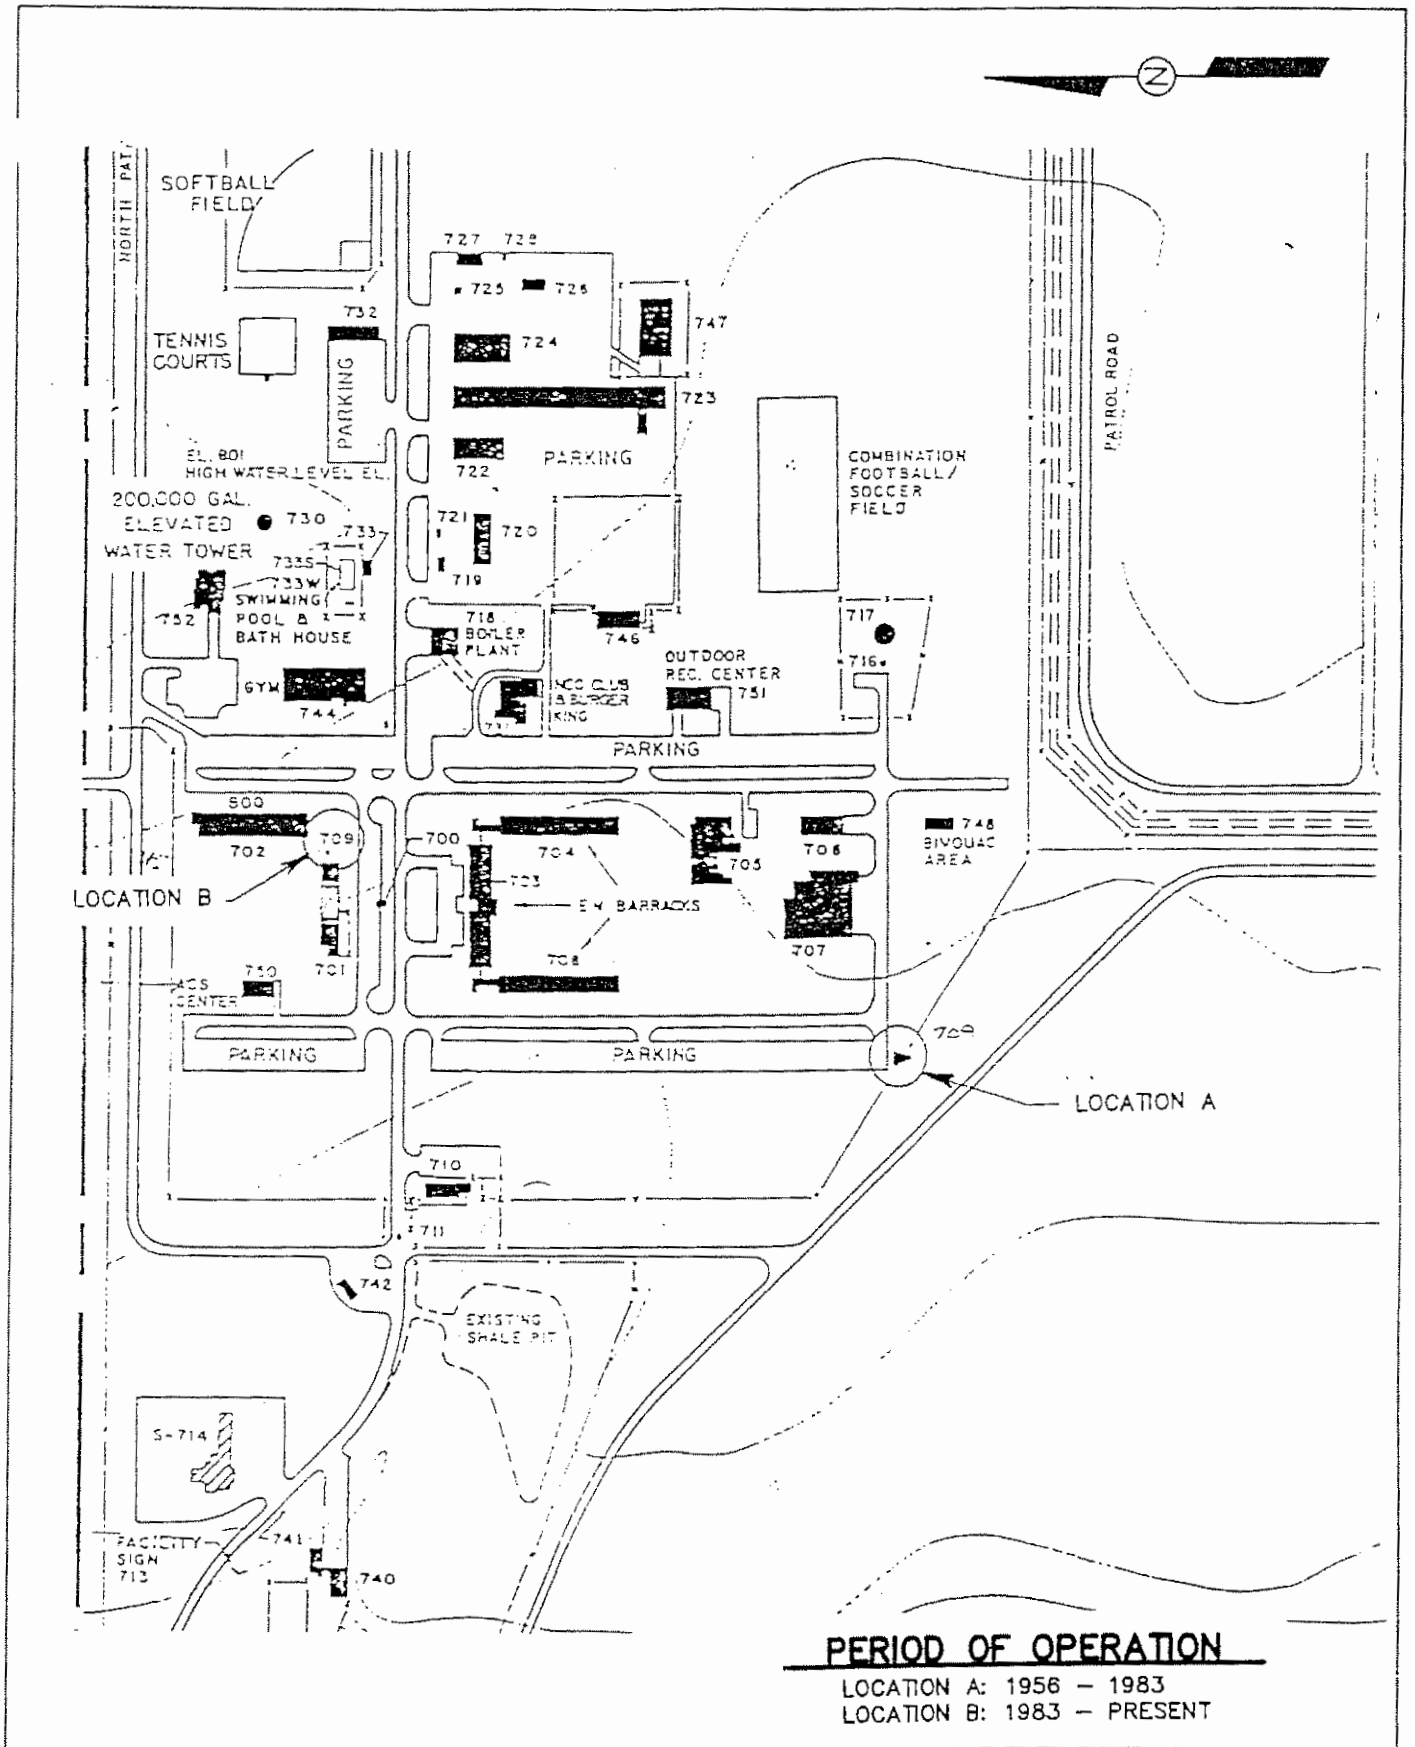 N
NORTH PAT
SOFTBALL
FIELD
727 728
725
726
747
732
TENNIS
COURTS
PARKING
724
723
722
PARKING
PATROL ROAD
COMBINATION
FOOTBALL/
SOCCER
FIELD
EL. 801
HIGH WATER LEVEL EL.
200,000 GAL.
ELEVATED
WATER TOWER
730
733
733S
733W
SWIMMING
POOL &
BATH HOUSE
752
721
720
719
718
BOILER
PLANT
746
717
716
OUTDOOR
REC. CENTER
751
GYM
744
NCO CLUB
& BURGER
KING
PARKING
500
702
709
700
704
705
706
748
BIVOUAC
AREA
LOCATION B
703
EM BARRACKS
701
707
708
750
ACS
CENTER
PARKING
PARKING
709
LOCATION A
710
711
742
EXISTING
SHALE PIT
S-714
FACILITY
SIGN
713
741
740
PERIOD OF OPERATION
LOCATION A: 1956 – 1983
LOCATION B: 1983 – PRESENT